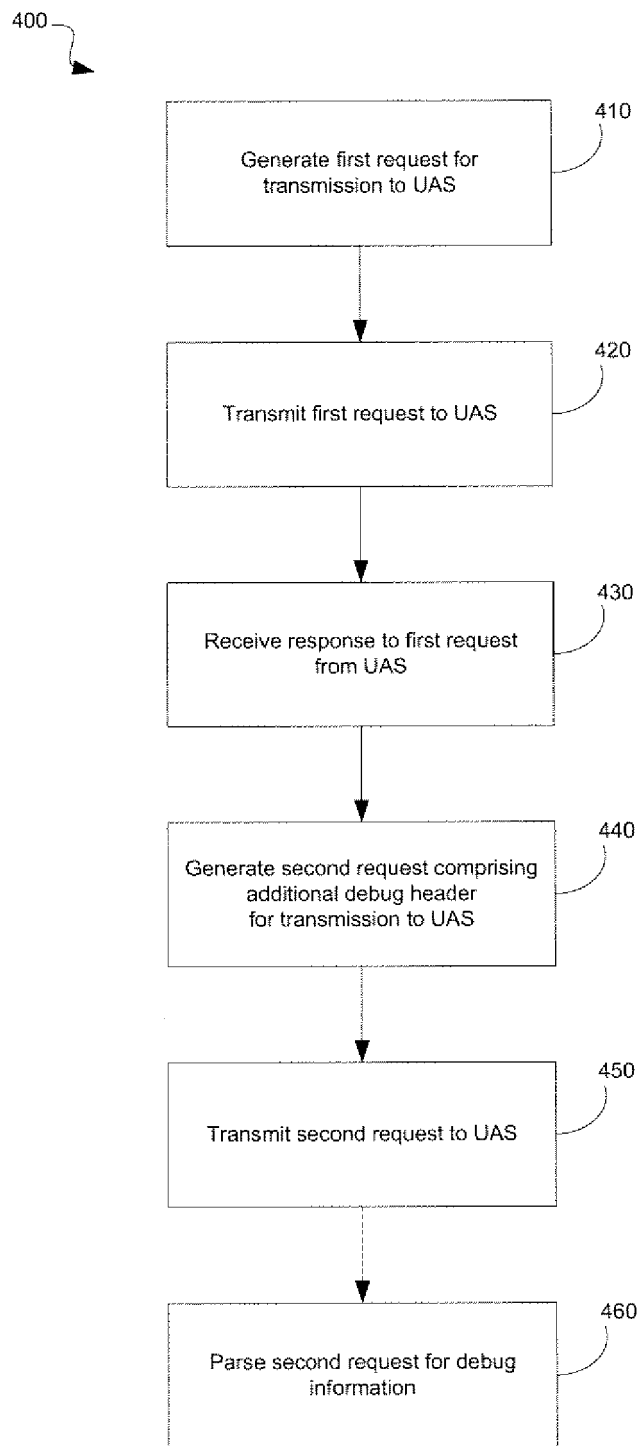 400
410
Generate first request for
transmission to UAS
420
Transmit first request to UAS
430
Receive response to first request
from UAS
440
Generate second request comprising
additional debug header
for transmission to UAS
450
Transmit second request to UAS
460
Parse second request for debug
information